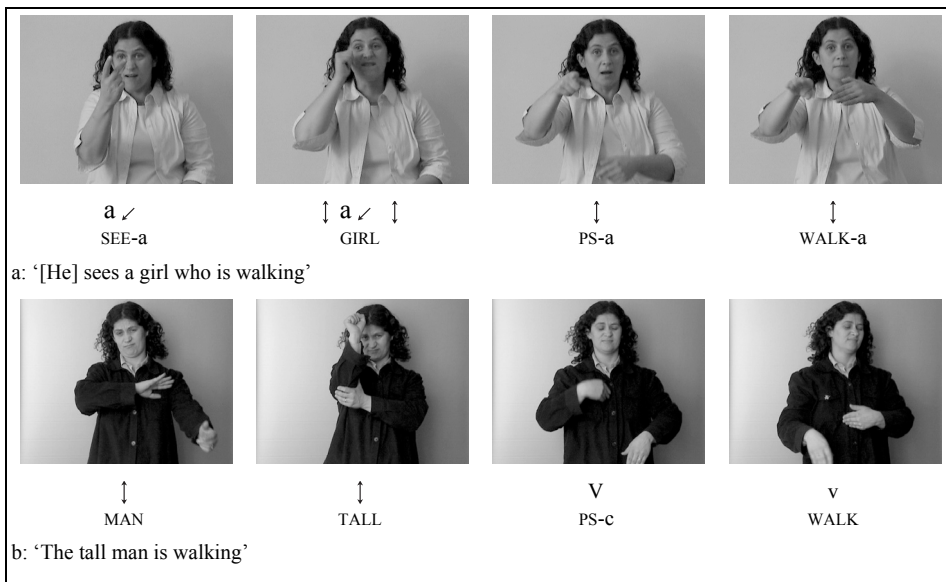 a ↙ ↕ a ↙ ↕ ↕ ↕
SEE-a GIRL PS-a WALK-a
a: ‘[He] sees a girl who is walking’
↕ ↕ V v
MAN TALL PS-c WALK
b: ‘The tall man is walking’